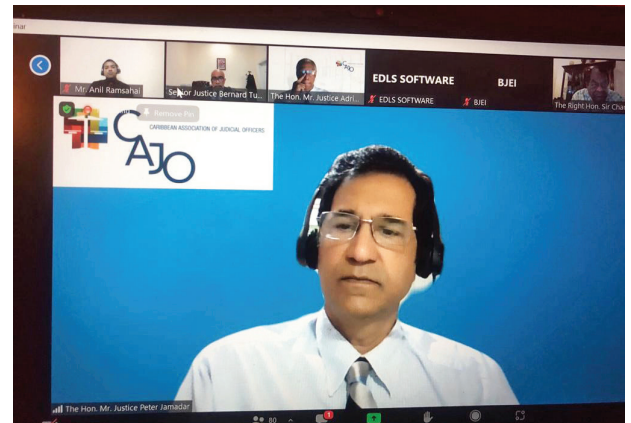 inar
Mr. Anil Ramsahai
Senior Justice Bernard Tu...
The Hon. Mr. Justice Adri...
CAJO
EDLS SOFTWARE
EDLS SOFTWARE
BJEI
BJEI
The Right Hon. Sir Cha
Remove Pin
CAJO
CARIBBEAN ASSOCIATION OF JUDICIAL OFFICERS
The Hon. Mr. Justice Peter Jamadar
80
1